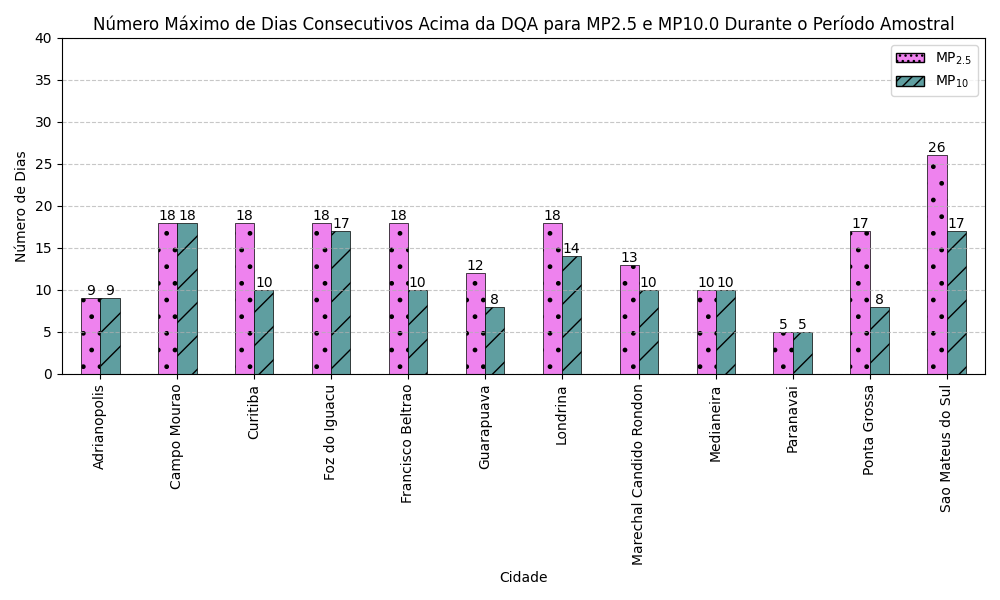 Número Máximo de Dias Consecutivos Acima da DQA para MP2.5 e MP10.0 Durante o Período Amostral
MP2.5
MP10
Número de Dias
40
35
30
25
20
15
10
5
0
9 9
18 18
18 10
18 17
18 10
12 8
18 14
13 10
10 10
5 5
17 8
26 17
Adrianopolis
Campo Mourao
Curitiba
Foz do Iguacu
Francisco Beltrao
Guarapuava
Londrina
Marechal Candido Rondon
Medianeira
Paranavai
Ponta Grossa
Sao Mateus do Sul
Cidade